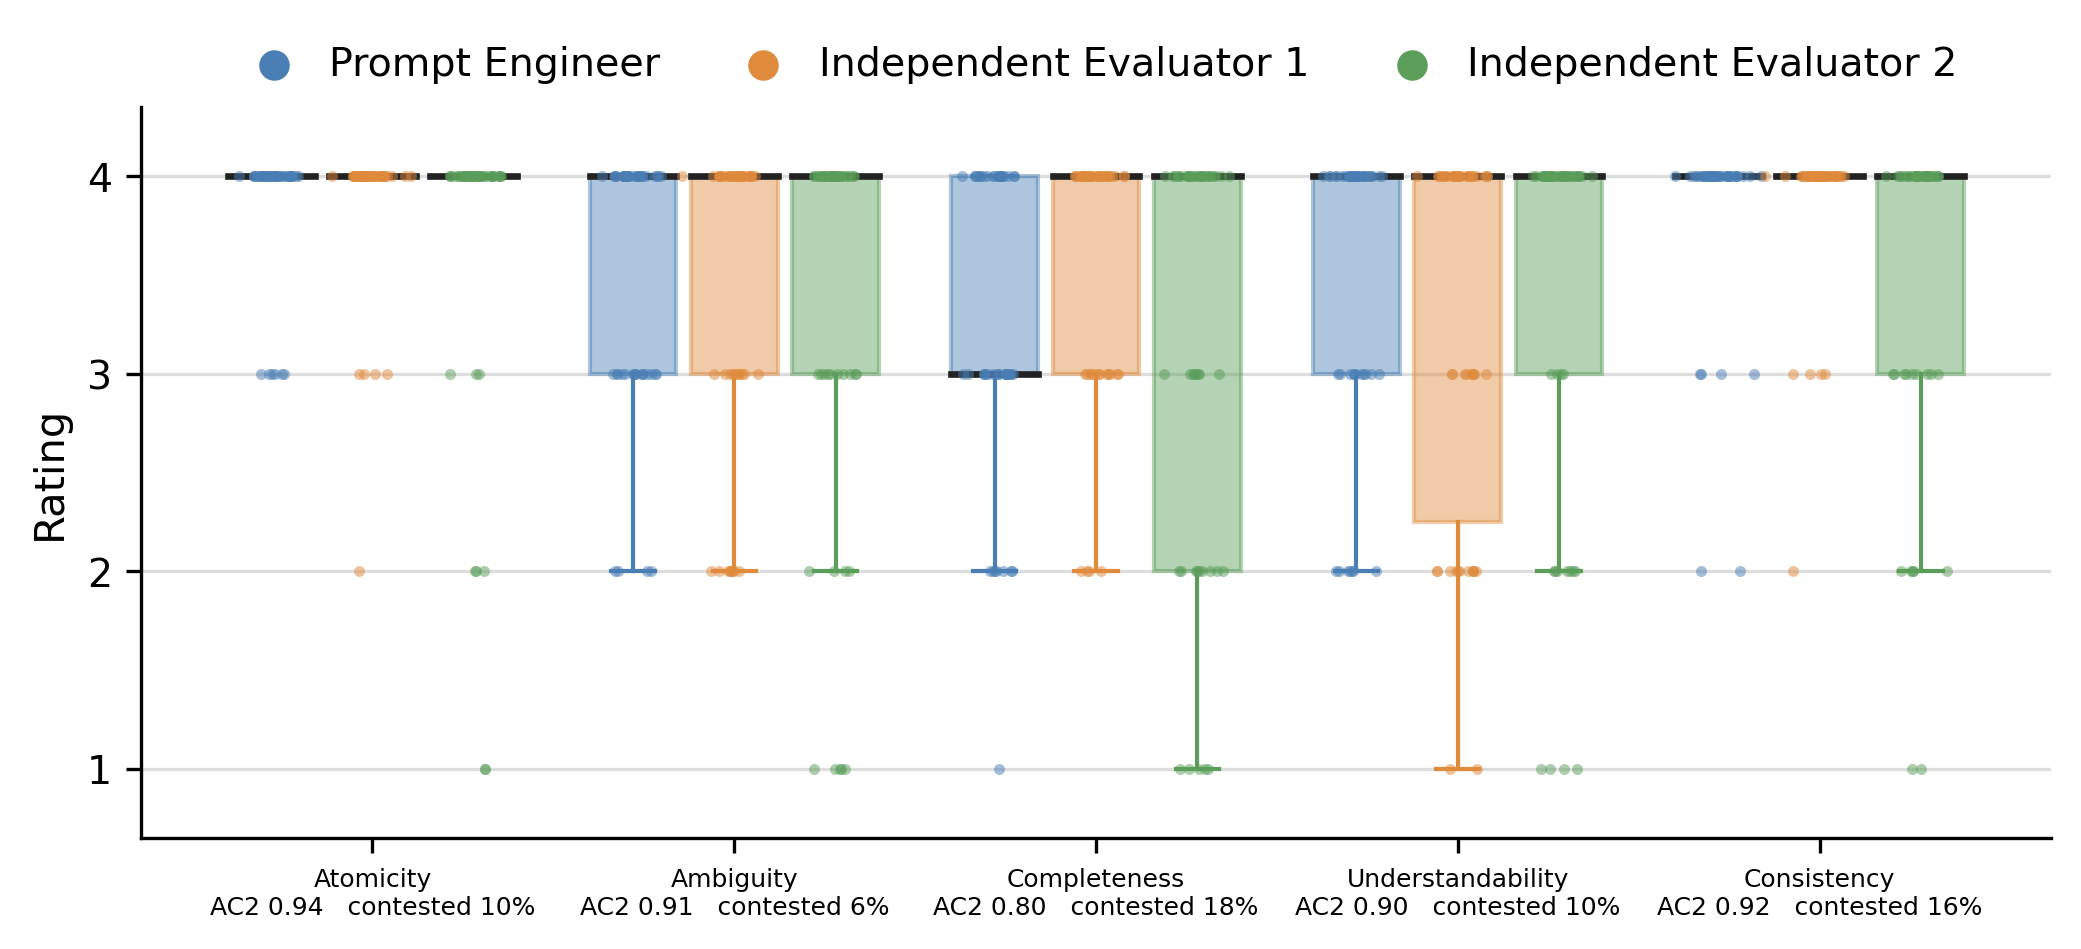 Prompt Engineer   Independent Evaluator 1   Independent Evaluator 2
Rating
4
3
2
1
Atomicity   Ambiguity   Completeness   Understandability   Consistency
AC2 0.94   contested 10%   AC2 0.91   contested 6%   AC2 0.80   contested 18%   AC2 0.90   contested 10%   AC2 0.92   contested 16%